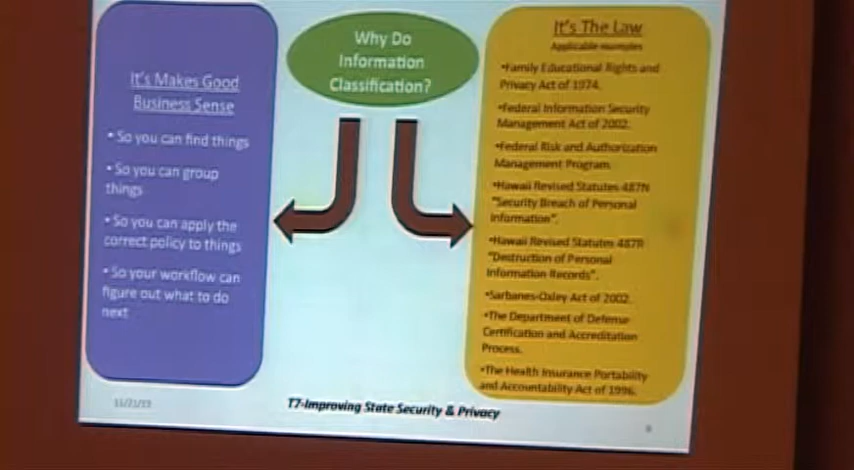 Why Do
Information
Classification?
It's Makes Good
Business Sense
• So you can find things
• So you can group
things
• So you can apply the
correct policy to things
• So your workflow can
figure out what to do
next
It's The Law
Applicable examples
•Family Educational Rights and
Privacy Act of 1974.
•Federal Information Security
Management Act of 2002.
•Federal Risk and Authorization
Management Program.
•Hawaii Revised Statutes 487N
"Security Breach of Personal
Information".
•Hawaii Revised Statutes 487R
"Destruction of Personal
Information Records".
•Sarbanes-Oxley Act of 2002.
•The Department of Defense
Certification and Accreditation
Process.
•The Health Insurance Portability
and Accountability Act of 1996.
T7-Improving State Security & Privacy